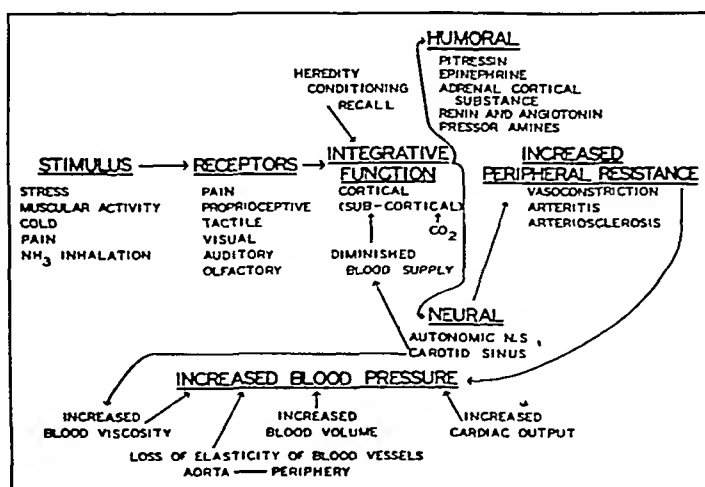 HUMORAL
PITRESSIN
EPINEPHRINE
ADRENAL CORTICAL
SUBSTANCE
RENIN AND ANGIOTONIN
PRESSOR AMINES
HEREDITY
CONDITIONING
RECALL
STIMULUS
STRESS
MUSCULAR ACTIVITY
COLD
PAIN
NH3 INHALATION
RECEPTORS
PAIN
PROPRIOCEPTIVE
TACTILE
VISUAL
AUDITORY
OLFACTORY
INTEGRATIVE
FUNCTION
CORTICAL
(SUB-CORTICAL)
CO2
DIMINISHED
BLOOD SUPPLY
INCREASED
PERIPHERAL RESISTANCE
VASOCONSTRICTION
ARTERITIS
ARTERIOSCLEROSIS
NEURAL
AUTONOMIC N.S.
CAROTID SINUS
INCREASED BLOOD PRESSURE
INCREASED
BLOOD VISCOSITY
INCREASED
BLOOD VOLUME
INCREASED
CARDIAC OUTPUT
LOSS OF ELASTICITY OF BLOOD VESSELS
AORTA — PERIPHERY